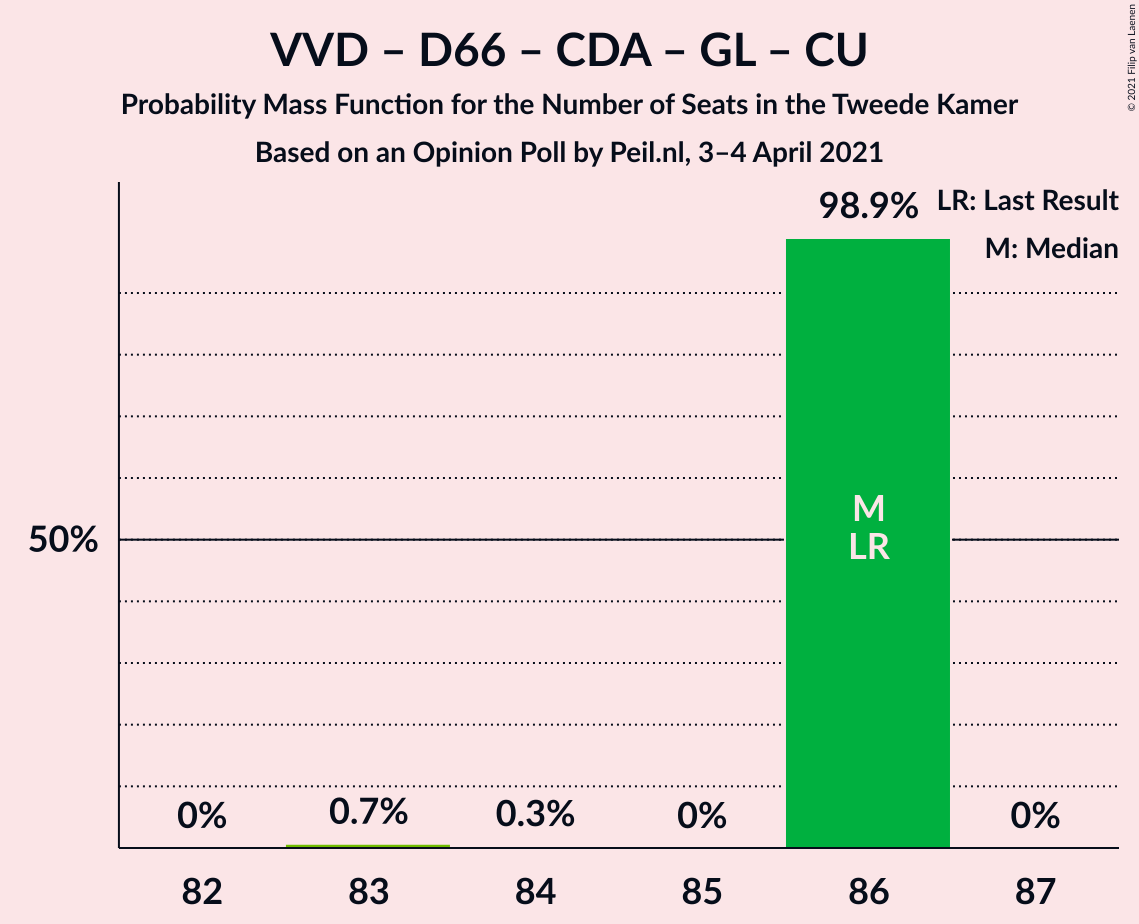 VVD – D66 – CDA – GL – CU
Probability Mass Function for the Number of Seats in the Tweede Kamer
Based on an Opinion Poll by Peil.nl, 3–4 April 2021
© 2021 Filip van Laenen
LR: Last Result
M: Median
98.9%
M
LR
50%
0%
0.7%
0.3%
0%
0%
82
83
84
85
86
87